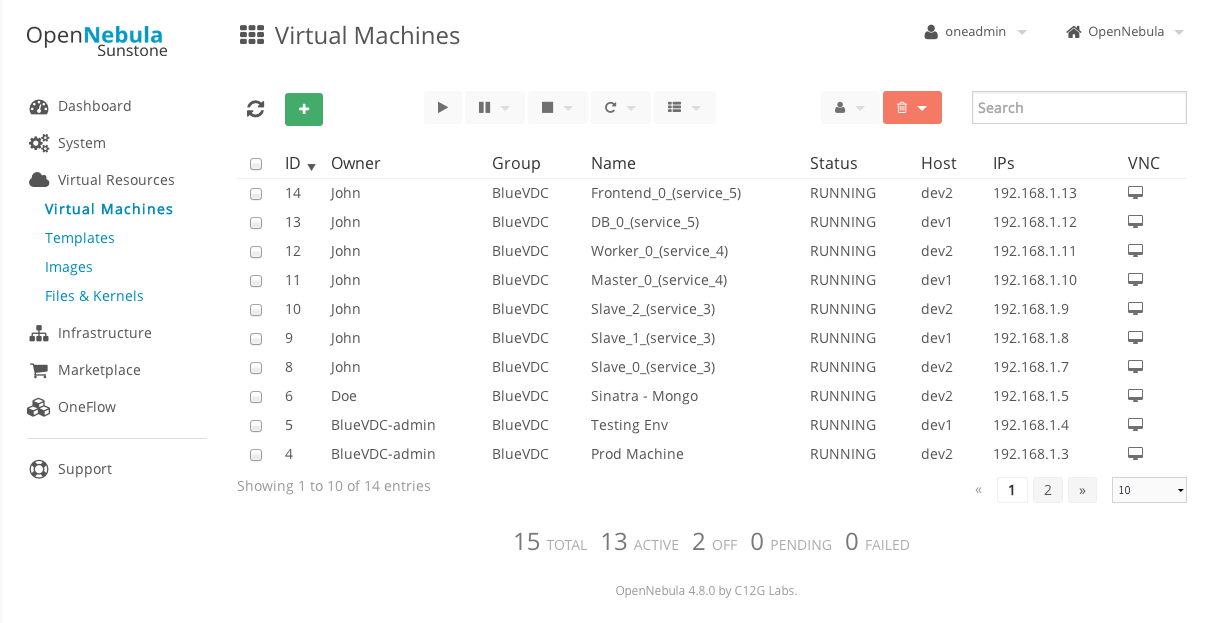 OpenNebula
Sunstone
Virtual Machines
oneadmin
OpenNebula
Dashboard
System
Virtual Resources
Virtual Machines
Templates
Images
Files & Kernels
Infrastructure
Marketplace
OneFlow
Support
Search
ID Owner Group Name Status Host IPs VNC
14 John BlueVDC Frontend_0_(service_5) RUNNING dev2 192.168.1.13
13 John BlueVDC DB_0_(service_5) RUNNING dev1 192.168.1.12
12 John BlueVDC Worker_0_(service_4) RUNNING dev2 192.168.1.11
11 John BlueVDC Master_0_(service_4) RUNNING dev1 192.168.1.10
10 John BlueVDC Slave_2_(service_3) RUNNING dev2 192.168.1.9
9 John BlueVDC Slave_1_(service_3) RUNNING dev1 192.168.1.8
8 John BlueVDC Slave_0_(service_3) RUNNING dev2 192.168.1.7
6 Doe BlueVDC Sinatra - Mongo RUNNING dev2 192.168.1.5
5 BlueVDC-admin BlueVDC Testing Env RUNNING dev1 192.168.1.4
4 BlueVDC-admin BlueVDC Prod Machine RUNNING dev2 192.168.1.3
Showing 1 to 10 of 14 entries
« 1 2 » 10
15 TOTAL 13 ACTIVE 2 OFF 0 PENDING 0 FAILED
OpenNebula 4.8.0 by C12G Labs.